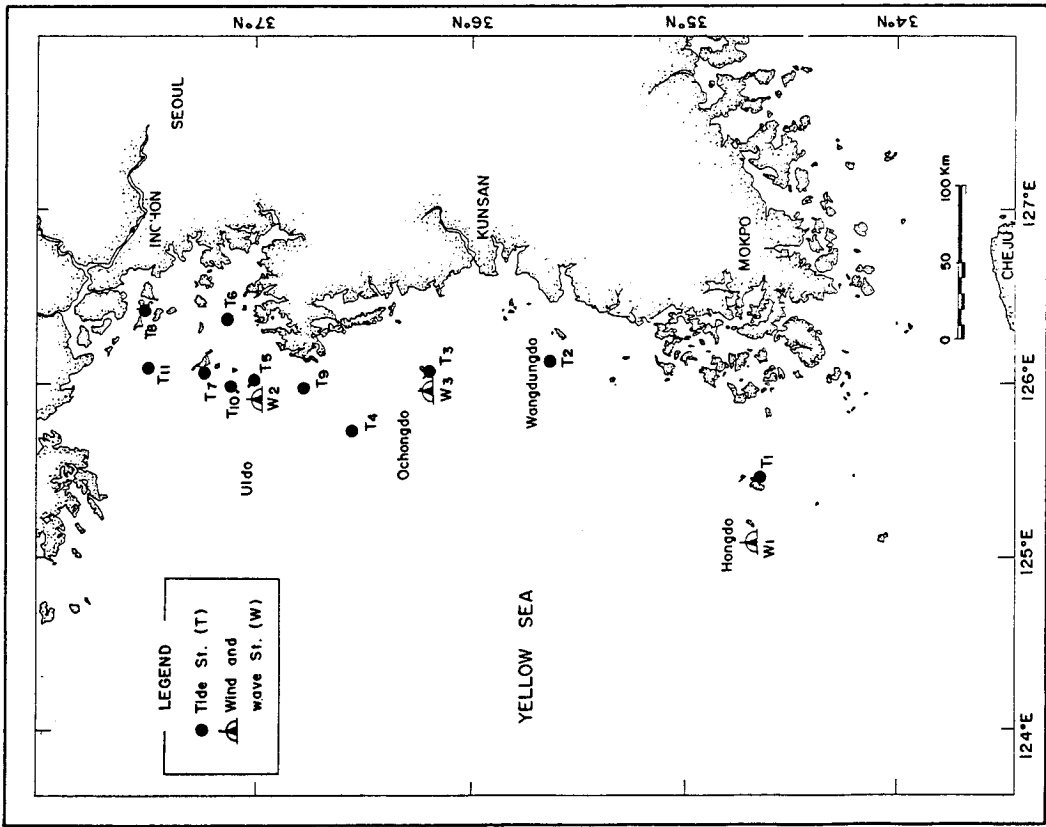 LEGEND
Tide St. (T)
Wind and
wave St. (W)
SEOUL
INCHON
KUNSAN
MOKPO
CHEJU
YELLOW SEA
Uldo
Ochongdo
Wangdungdo
Hongdo
T8
T11
T6
T7
T10
T5
W2
T9
T4
T3
W3
T2
T1
W1
0 50 100 Km
37°N
36°N
35°N
34°N
124°E
125°E
126°E
127°E